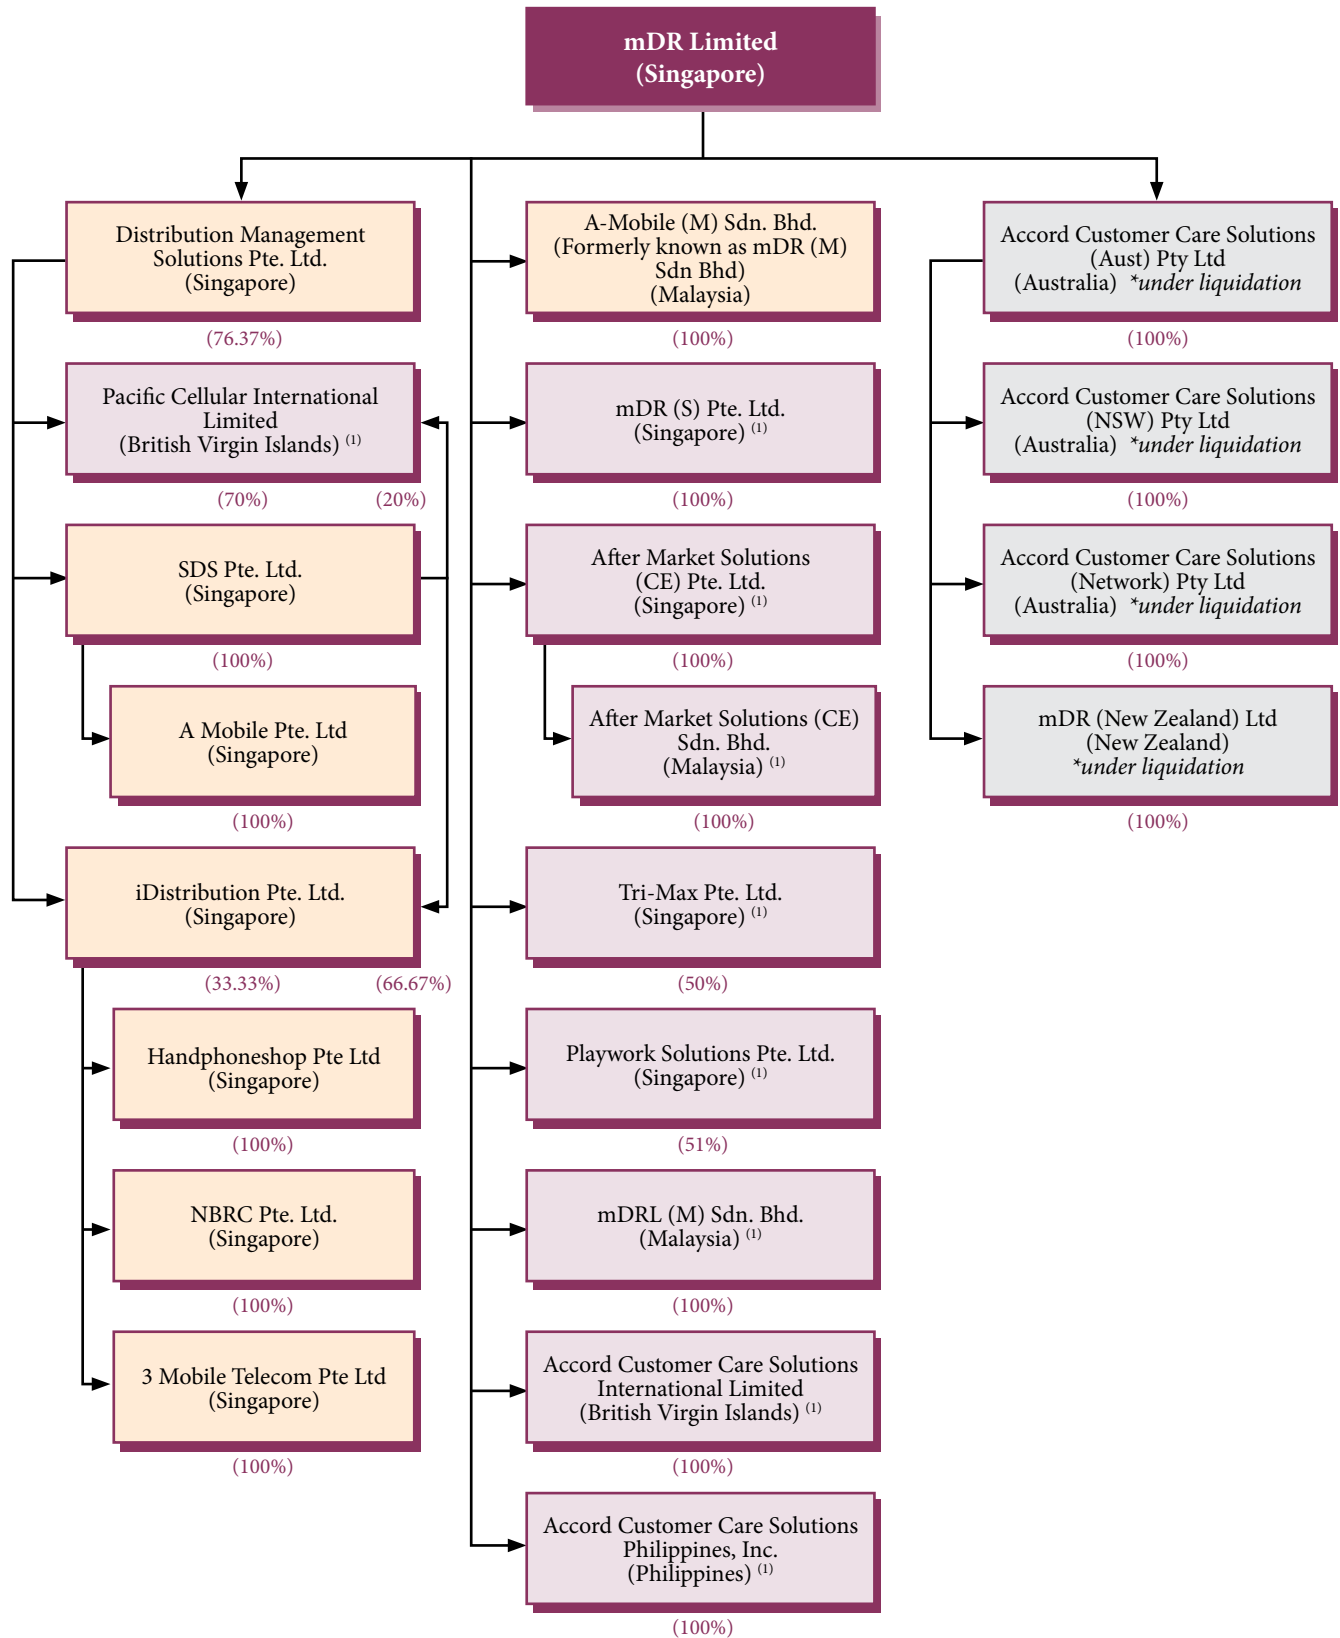 mDR Limited
(Singapore)
Distribution Management
Solutions Pte. Ltd.
(Singapore)
(76.37%)
Pacific Cellular International
Limited
(British Virgin Islands) (1)
(70%)
(20%)
SDS Pte. Ltd.
(Singapore)
(100%)
A Mobile Pte. Ltd
(Singapore)
(100%)
iDistribution Pte. Ltd.
(Singapore)
(33.33%)
(66.67%)
Handphoneshop Pte Ltd
(Singapore)
(100%)
NBRC Pte. Ltd.
(Singapore)
(100%)
3 Mobile Telecom Pte Ltd
(Singapore)
(100%)
A-Mobile (M) Sdn. Bhd.
(Formerly known as mDR (M)
Sdn Bhd)
(Malaysia)
(100%)
mDR (S) Pte. Ltd.
(Singapore) (1)
(100%)
After Market Solutions
(CE) Pte. Ltd.
(Singapore) (1)
(100%)
After Market Solutions (CE)
Sdn. Bhd.
(Malaysia) (1)
(100%)
Tri-Max Pte. Ltd.
(Singapore) (1)
(50%)
Playwork Solutions Pte. Ltd.
(Singapore) (1)
(51%)
mDRL (M) Sdn. Bhd.
(Malaysia) (1)
(100%)
Accord Customer Care Solutions
International Limited
(British Virgin Islands) (1)
(100%)
Accord Customer Care Solutions
Philippines, Inc.
(Philippines) (1)
(100%)
Accord Customer Care Solutions
(Aust) Pty Ltd
(Australia) *under liquidation
(100%)
Accord Customer Care Solutions
(NSW) Pty Ltd
(Australia) *under liquidation
(100%)
Accord Customer Care Solutions
(Network) Pty Ltd
(Australia) *under liquidation
(100%)
mDR (New Zealand) Ltd
(New Zealand)
*under liquidation
(100%)